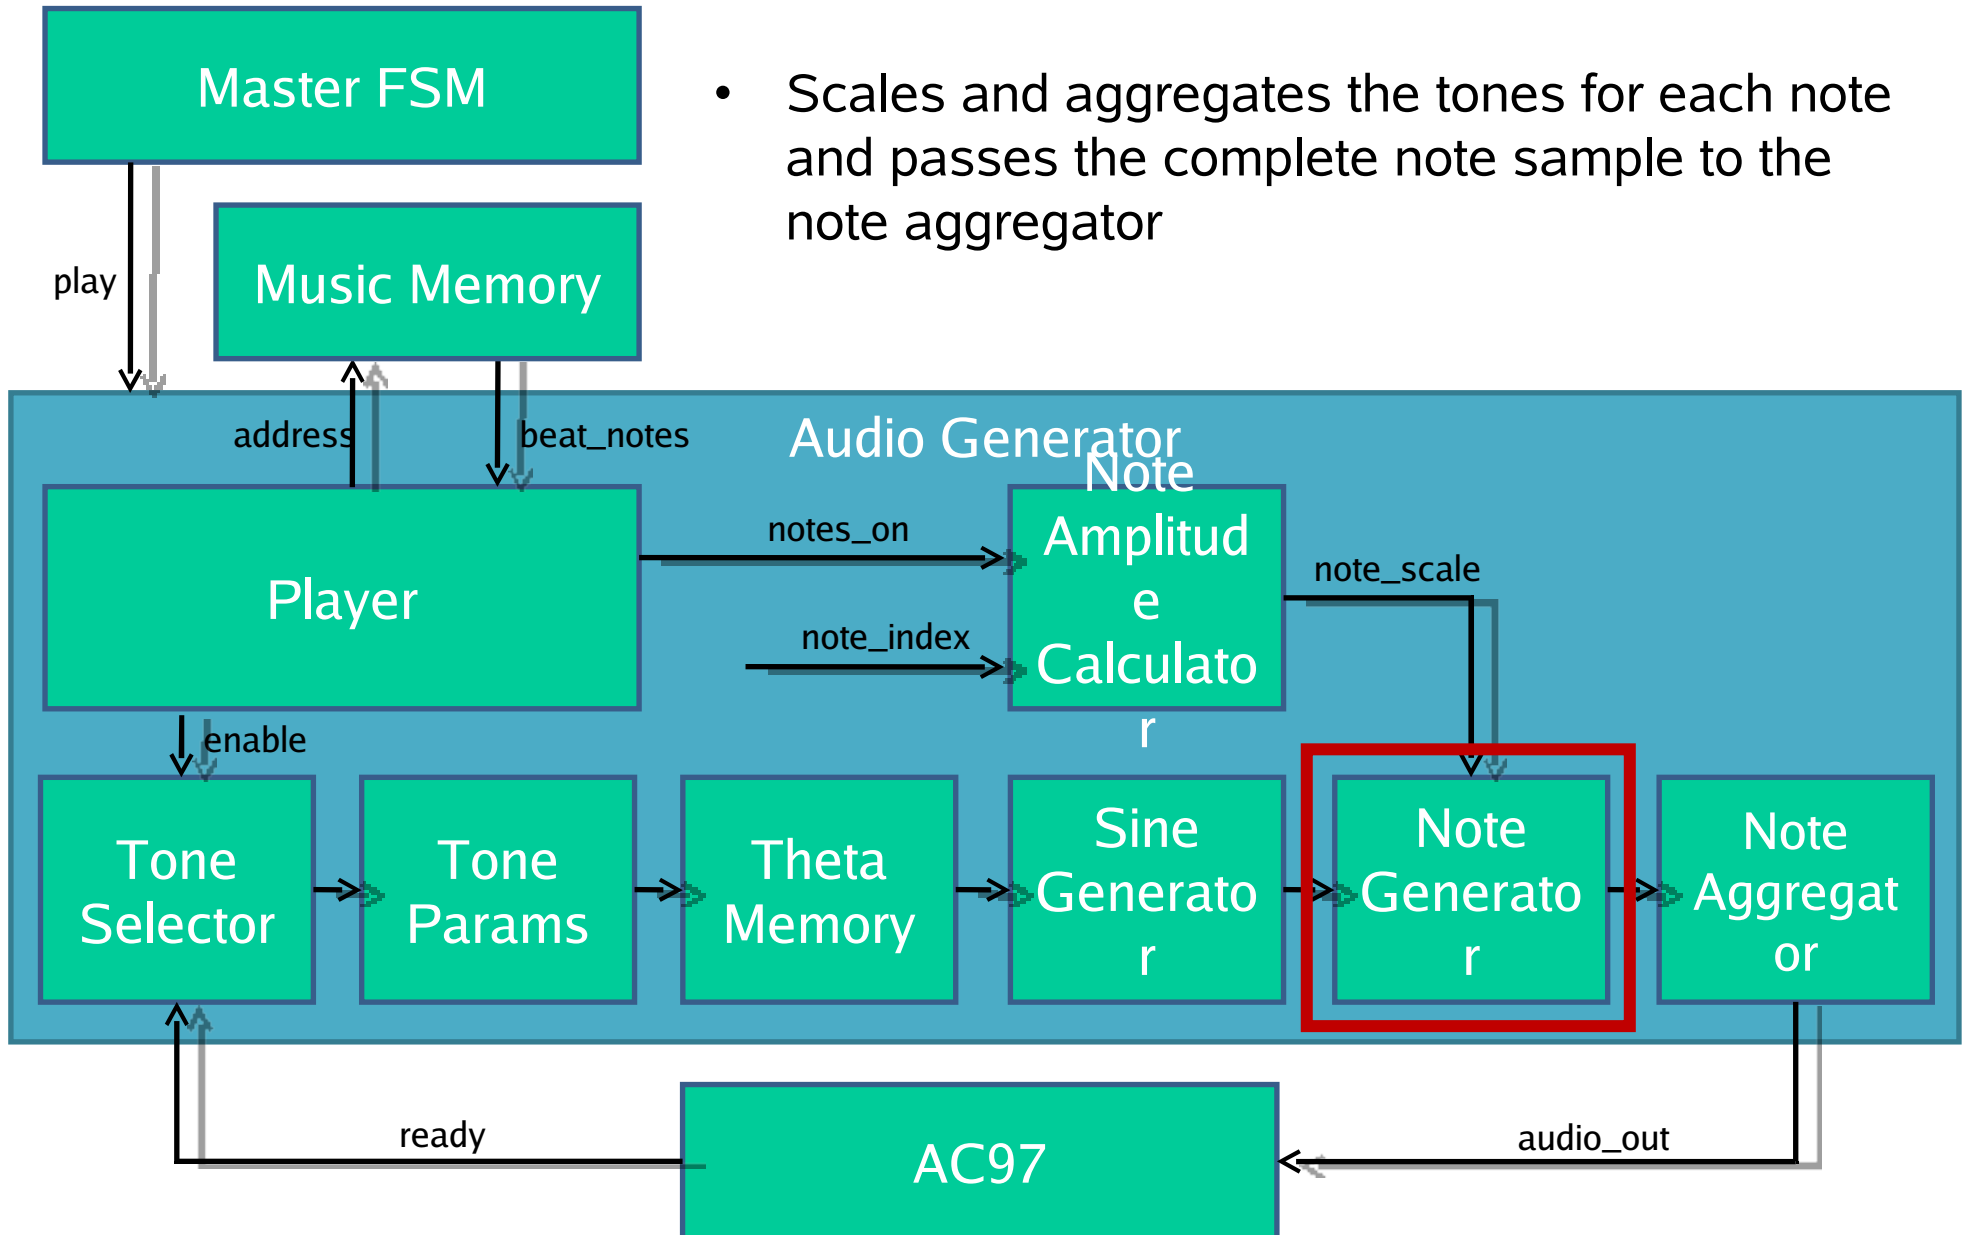 Master FSM
• Scales and aggregates the tones for each note
and passes the complete note sample to the
note aggregator
play
Music Memory
address
beat_notes
Audio Generator
Player
notes_on
note_index
Note
Amplitud
e
Calculato
r
note_scale
enable
Tone
Selector
Tone
Params
Theta
Memory
Sine
Generato
r
Note
Generato
r
Note
Aggregat
or
ready
AC97
audio_out